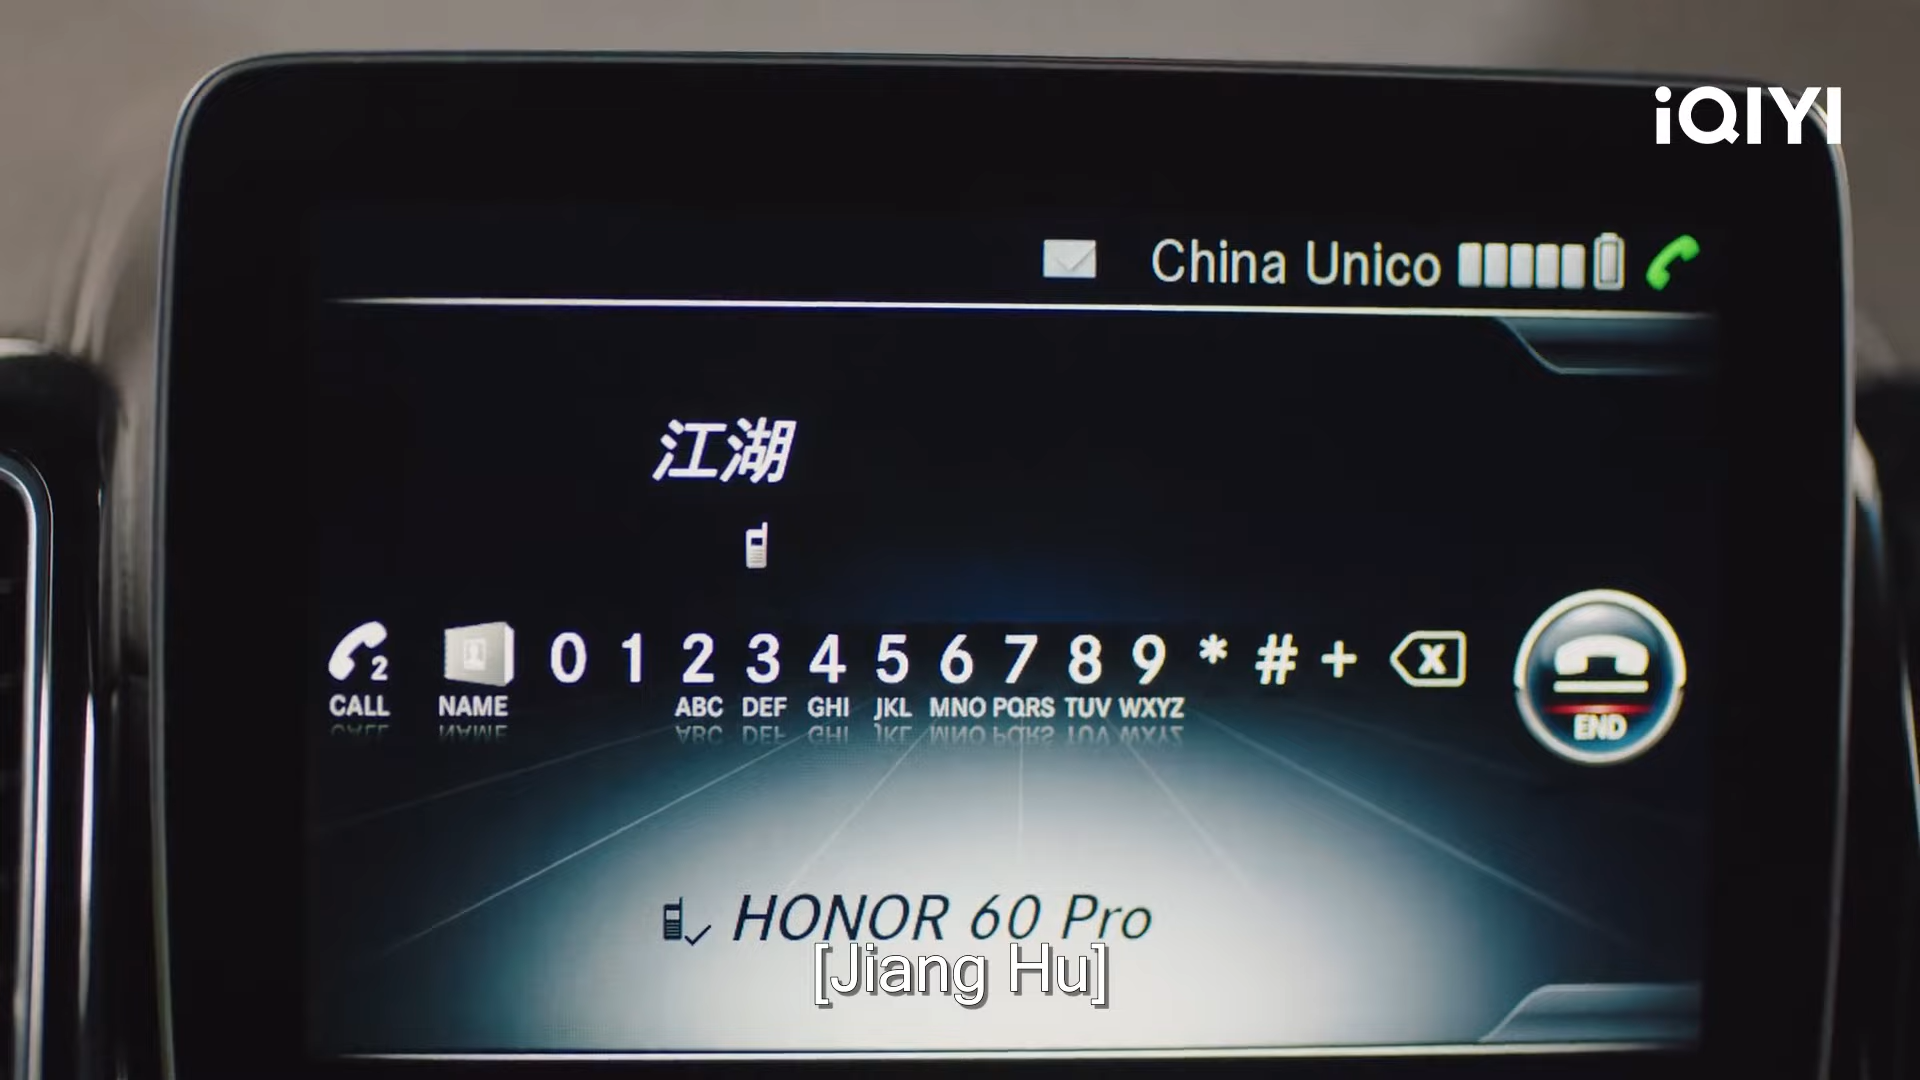 iQIYI
China Unico
江湖
2
0 1 2 3 4 5 6 7 8 9 * # + x
CALL NAME ABC DEF GHI JKL MNO PQRS TUV WXYZ
END
HONOR 60 Pro
[Jiang Hu]